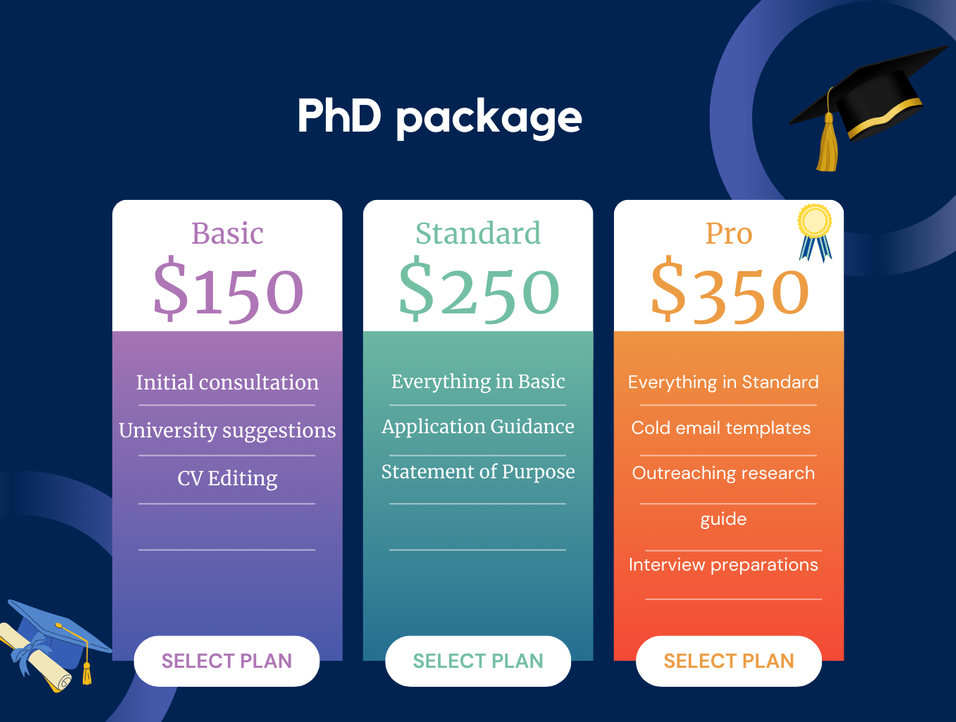 PhD package
Basic
$150
Initial consultation
University suggestions
CV Editing
SELECT PLAN
Standard
$250
Everything in Basic
Application Guidance
Statement of Purpose
SELECT PLAN
Pro
$350
Everything in Standard
Cold email templates
Outreaching research
guide
Interview preparations
SELECT PLAN